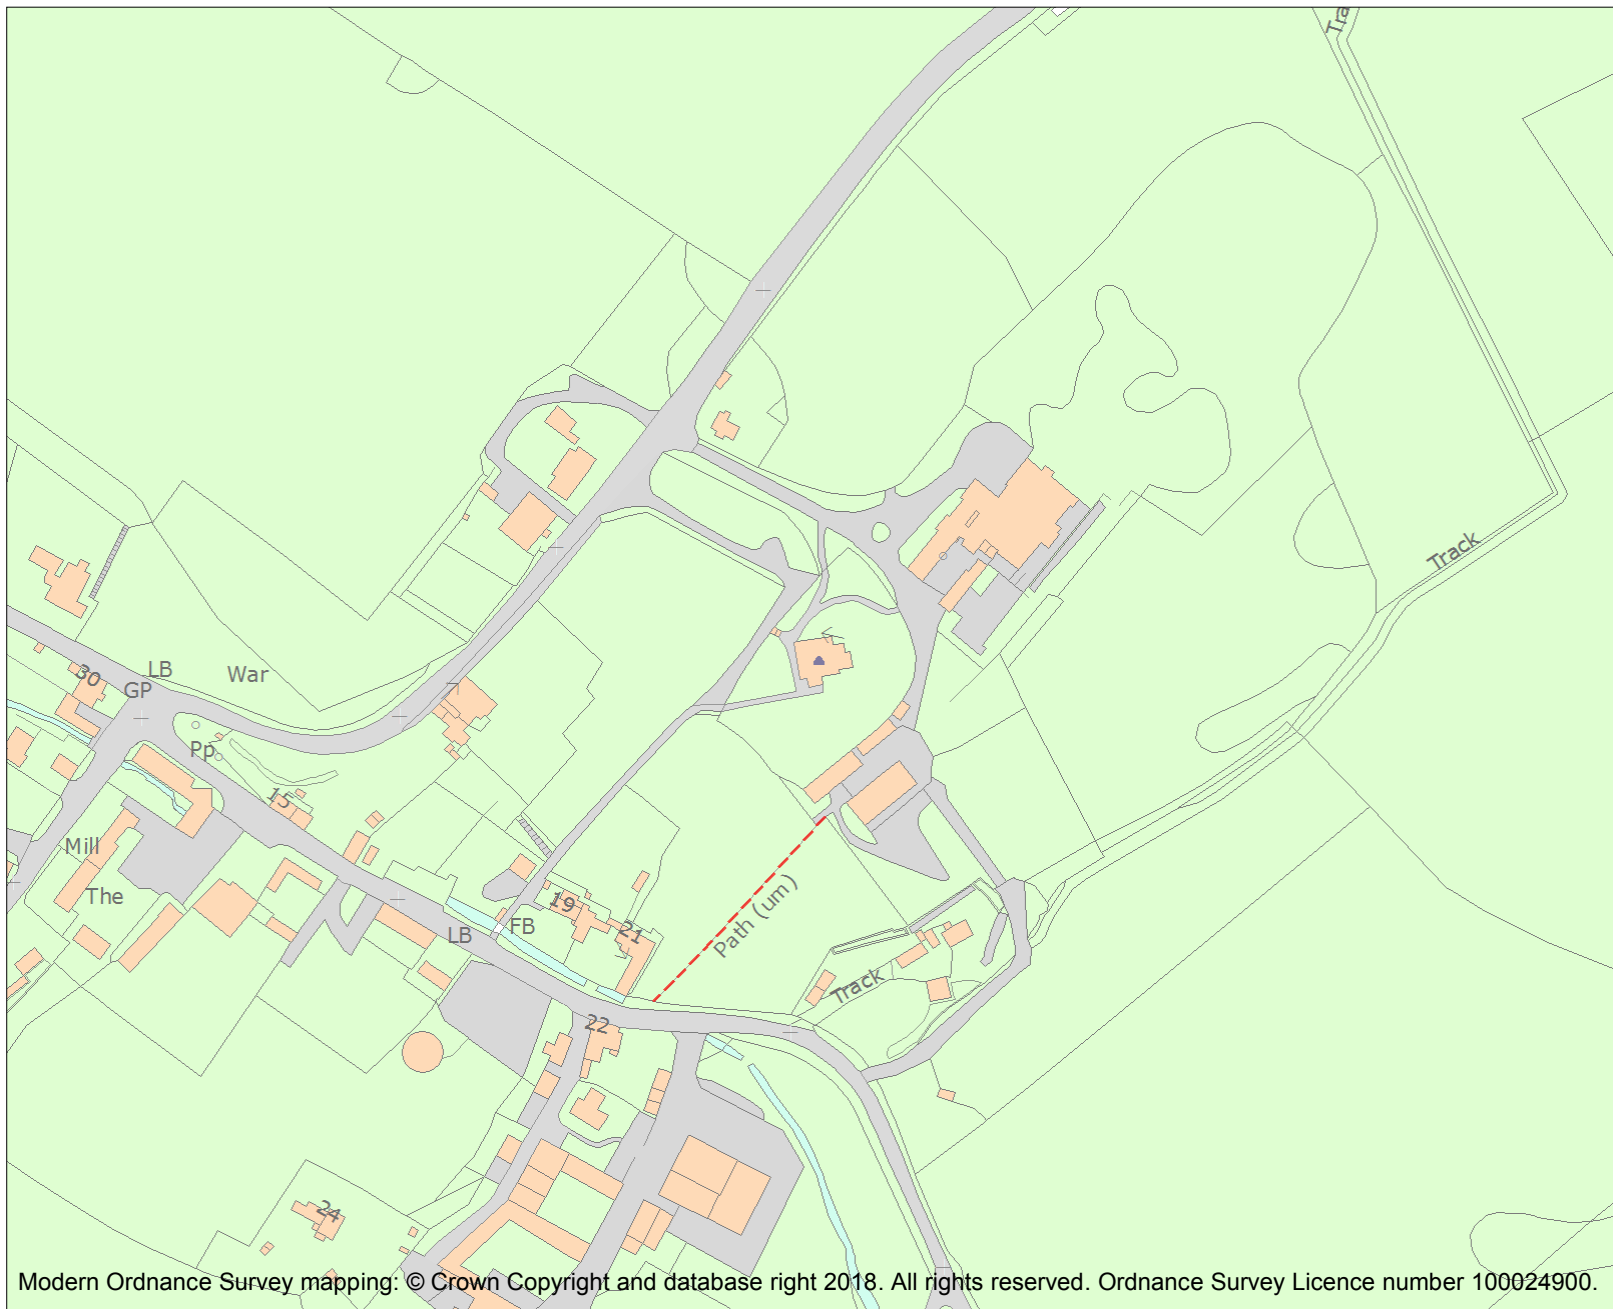 Tra
Track
30
LB
GP
War
Pp
15
Mill
The
19
21
FB
LB
Path (um)
Track
22
24
Modern Ordnance Survey mapping: © Crown Copyright and database right 2018. All rights reserved. Ordnance Survey Licence number 100024900.